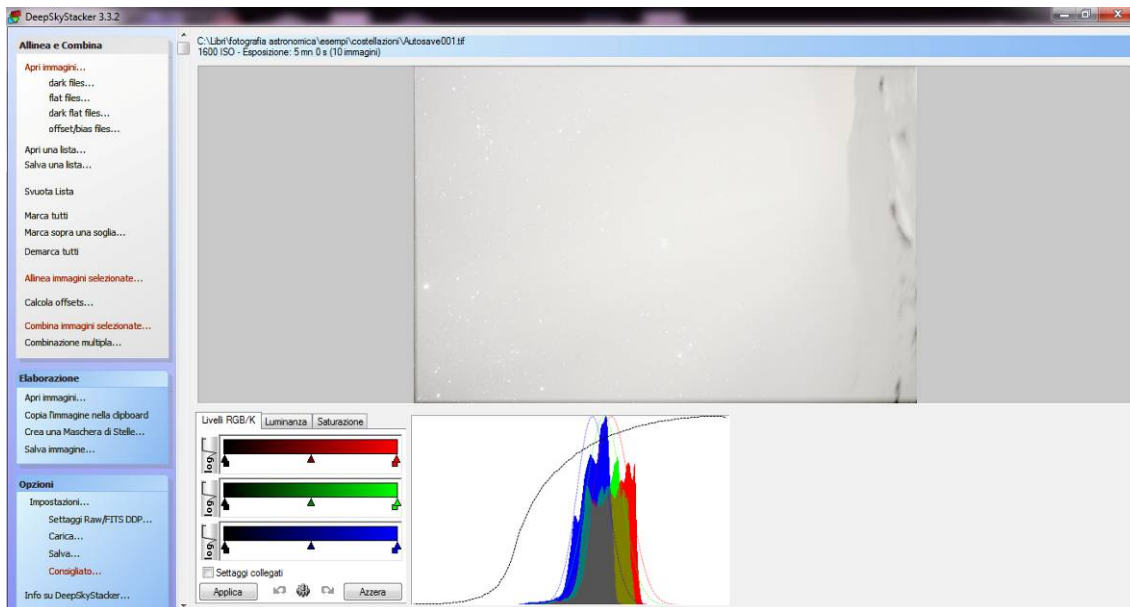 DeepSkyStacker 3.3.2
Allinea e Combina
Apri immagini...
dark files...
flat files...
dark flat files...
offset/bias files...
Apri una lista...
Salva una lista...
Svuota Lista
Marca tutti
Marca sopra una soglia...
Demarca tutti
Allinea immagini selezionate...
Calcola offsets...
Combina immagini selezionate...
Combinazione multipla...
Elaborazione
Apri immagini...
Copia l'immagine nella clipboard
Crea una Maschera di Stelle...
Salva immagine...
Opzioni
Impostazioni...
Settaggi Raw/FITS DDP...
Carica...
Salva...
Consigliato...
Info su DeepSkyStacker...
C:\Libri\fotografia astronomica\esempi\costellazioni\Autosave001.tif
1600 ISO - Esposizione: 5 mn 0 s (10 immagini)
Livelli RGB/K
Luminanza
Saturazione
log
log
log
Settaggi collegati
Applica
Azzera